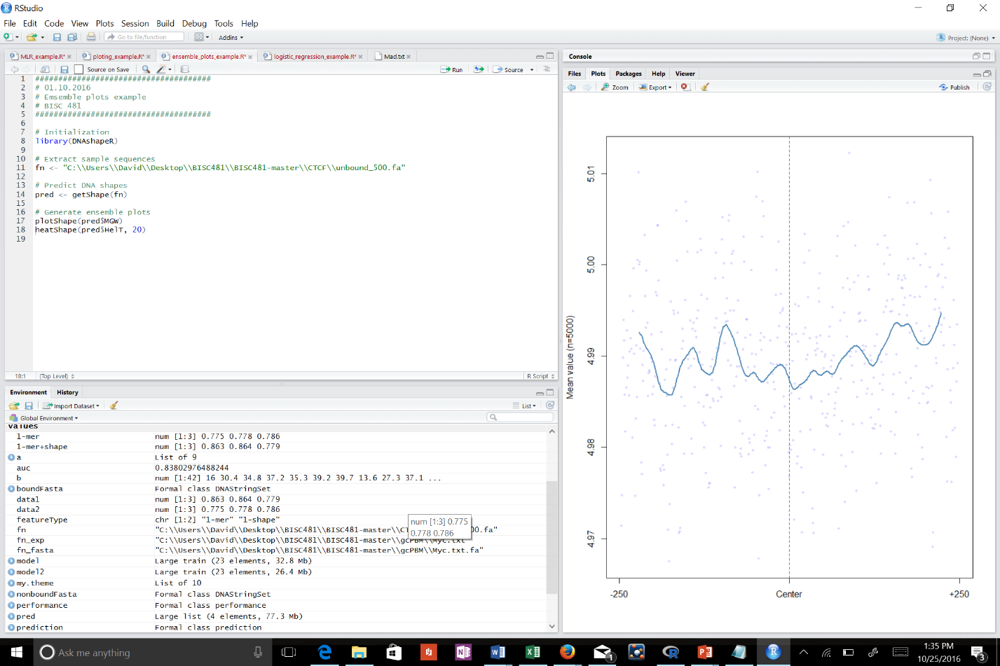 RStudio
File Edit Code View Plots Session Build Debug Tools Help
Go to file/function Addins Project: (None)
MLR_example.R* ploting_example.R* ensemble_plots_example.R* logistic_regression_example.R* Mad.txt
Source on Save Run Source
1 ######################################
2 # 01.10.2016
3 # Emsemble plots example
4 # BISC 481
5 ######################################
6
7 # Initialization
8 library(DNAshapeR)
9
10 # Extract sample sequences
11 fn <- "C:\\Users\\David\\Desktop\\BISC481\\BISC481-master\\CTCF\\unbound_500.fa"
12
13 # Predict DNA shapes
14 pred <- getShape(fn)
15
16 # Generate ensemble plots
17 plotShape(pred$MGW)
18 heatShape(pred$HelT, 20)
19
18:1 (Top Level) R Script
Environment History
Import Dataset List
Global Environment
Values
1-mer num [1:3] 0.775 0.778 0.786
1-mer+shape num [1:3] 0.863 0.864 0.779
a List of 9
auc 0.83802976488244
b num [1:42] 16 30.4 34.8 37.2 35.3 39.2 39.7 13.6 27.3 37.1 ...
boundFasta Formal class DNAStringSet
data1 num [1:3] 0.863 0.864 0.779
data2 num [1:3] 0.775 0.778 0.786
featureType chr [1:2] "1-mer" "1-shape"
fn "C:\\Users\\David\\Desktop\\BISC481\\BISC481-master\\CT 00.fa"
fn_exp "C:\\Users\\David\\Desktop\\BISC481\\BISC481-master\\gcPBM\\Myc.txt"
fn_fasta "C:\\Users\\David\\Desktop\\BISC481\\BISC481-master\\gcPBM\\Myc.txt.fa"
model Large train (23 elements, 32.8 Mb)
model2 Large train (23 elements, 26.4 Mb)
my.theme List of 10
nonboundFasta Formal class DNAStringSet
performance Formal class performance
pred Large list (4 elements, 77.3 Mb)
prediction Formal class prediction
num [1:3] 0.775
0.778 0.786
Console
Files Plots Packages Help Viewer
Zoom Export Publish
Mean value (n=5000)
5.01
5.00
4.99
4.98
4.97
-250 Center +250
Ask me anything
1
1:35 PM
10/25/2016
3